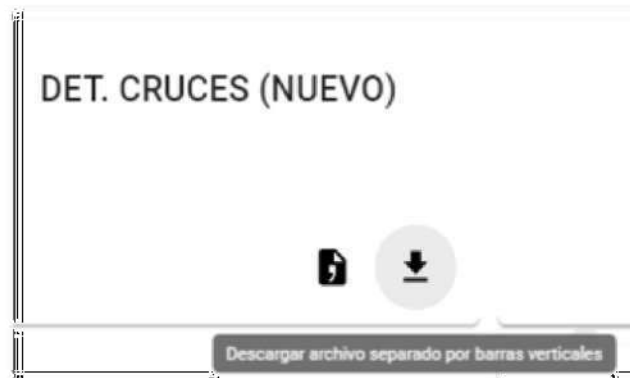 DET. CRUCES (NUEVO)
Descargar archivo separado por barras verticales